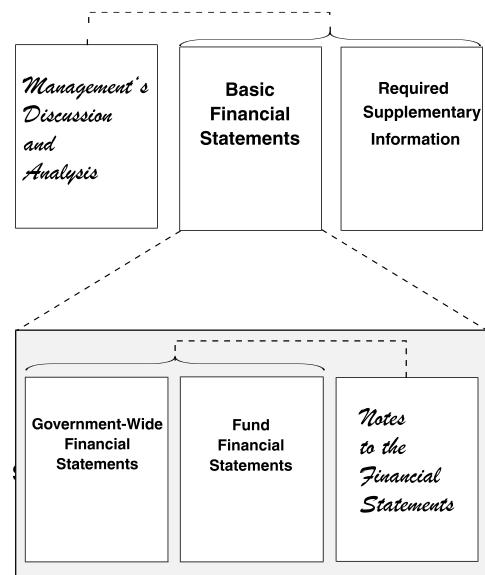 Management's
Discussion
and
Analysis
Basic
Financial
Statements
Required
Supplementary
Information
Government-Wide
Financial
Statements
Fund
Financial
Statements
Notes
to the
Financial
Statements